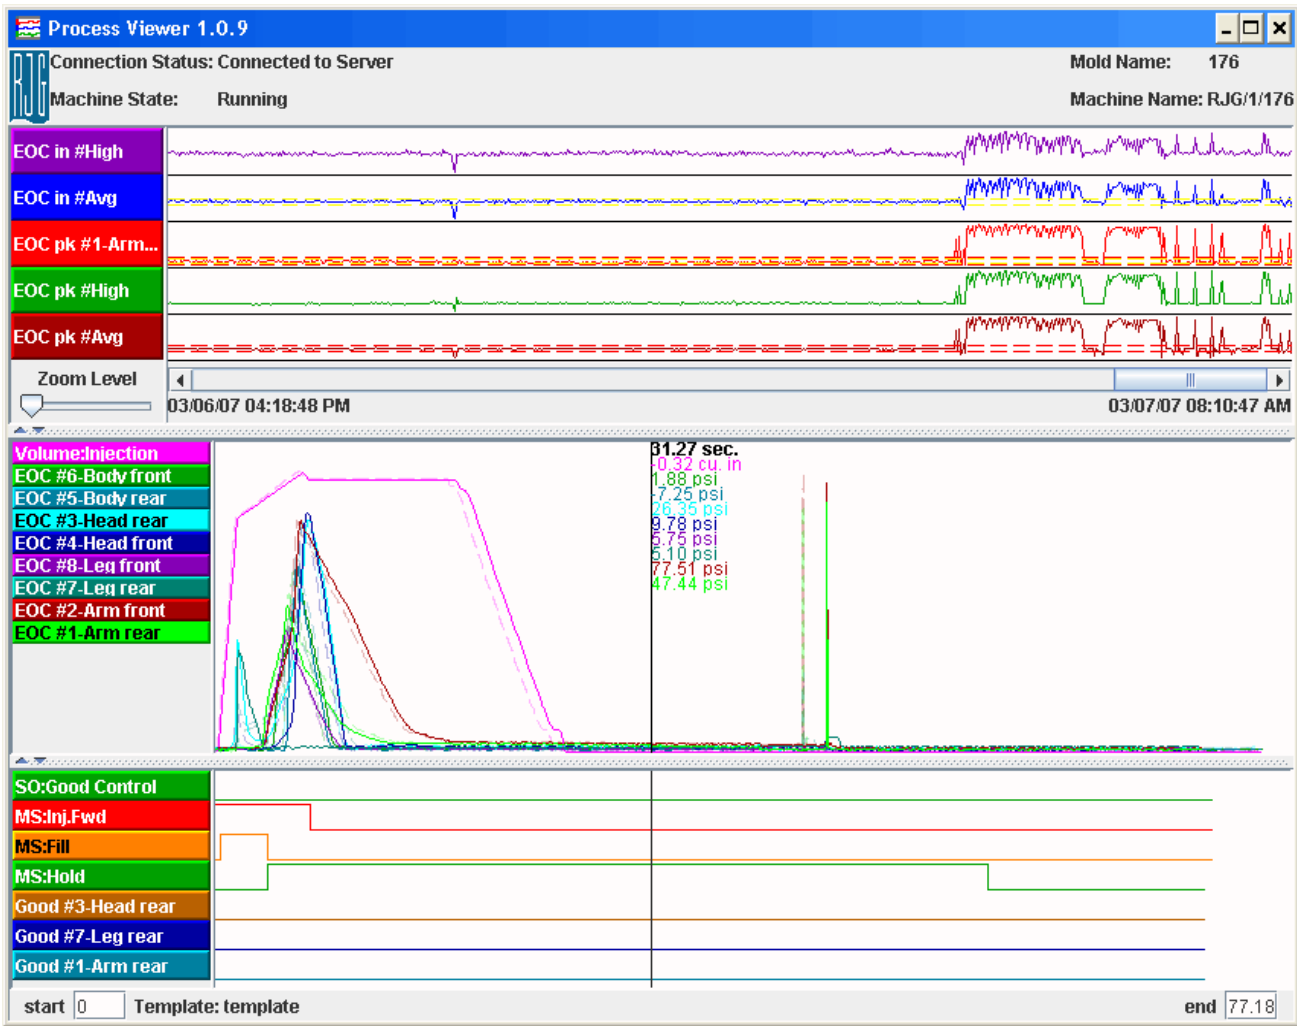 Process Viewer 1.0.9
RJG
Connection Status: Connected to Server
Mold Name: 176
Machine State: Running
Machine Name: RJG/1/176
EOC in #High
EOC in #Avg
EOC pk #1-Arm...
EOC pk #High
EOC pk #Avg
Zoom Level
03/06/07 04:18:48 PM
03/07/07 08:10:47 AM
Volume:Injection
EOC #6-Body front
EOC #5-Body rear
EOC #3-Head rear
EOC #4-Head front
EOC #8-Leg front
EOC #7-Leg rear
EOC #2-Arm front
EOC #1-Arm rear
31.27 sec.
-0.32 cu. in
1.88 psi
-7.25 psi
26.35 psi
9.78 psi
5.75 psi
5.10 psi
77.51 psi
47.44 psi
SO:Good Control
MS:Inj.Fwd
MS:Fill
MS:Hold
Good #3-Head rear
Good #7-Leg rear
Good #1-Arm rear
start 0 Template: template
end 77.18